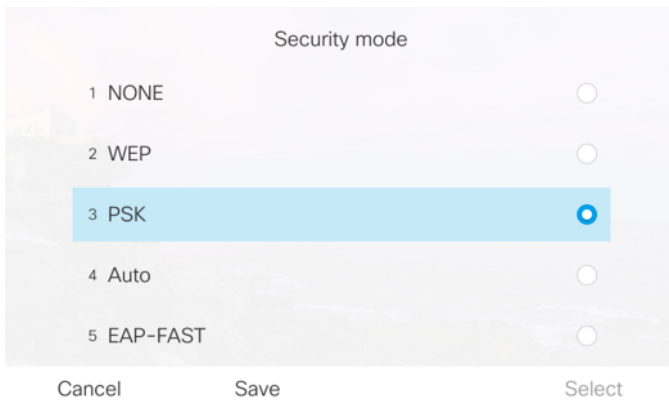 Security mode
1 NONE
2 WEP
3 PSK
4 Auto
5 EAP-FAST
Cancel Save Select